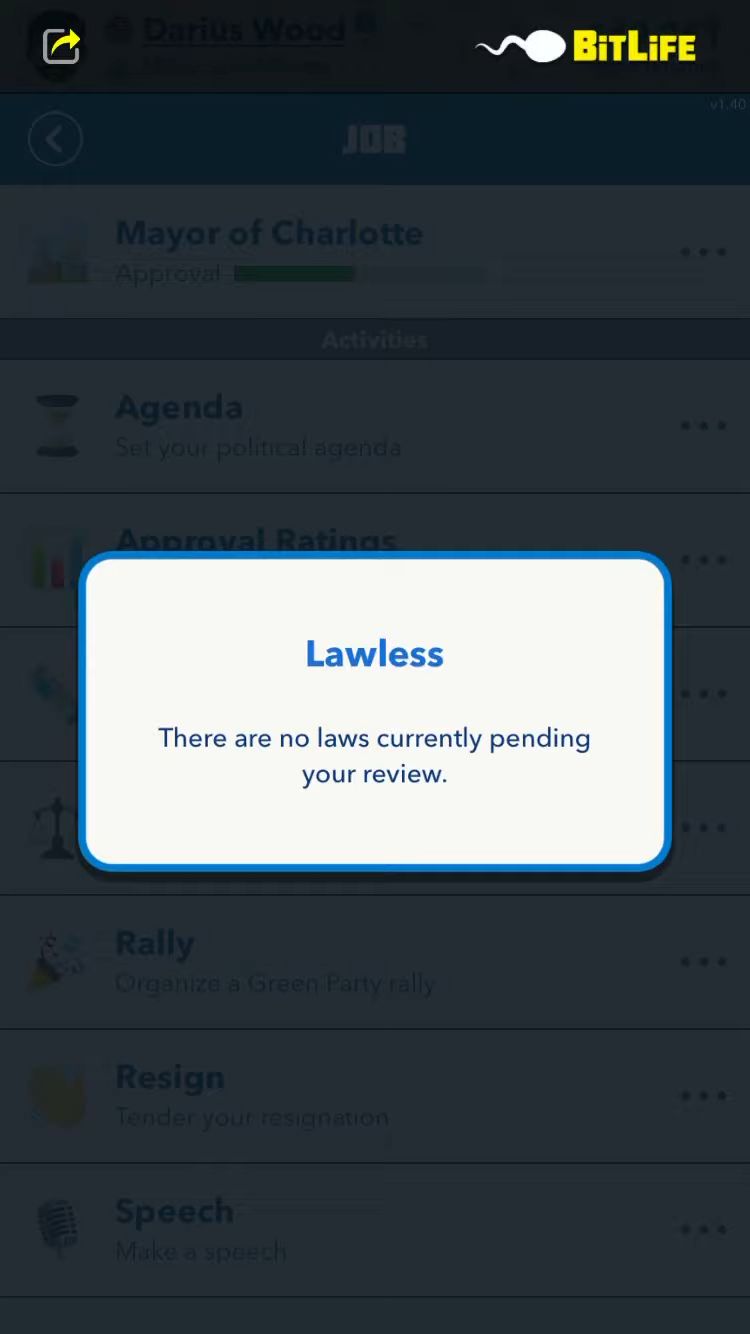 Darius Wood
BITLIFE
v1.40
JOB
Mayor of Charlotte
Approval
Activities
Agenda
Set your political agenda
Approval Ratings
Lawless
There are no laws currently pending
your review.
Rally
Organize a Green Party rally
Resign
Tender your resignation
Speech
Make a speech